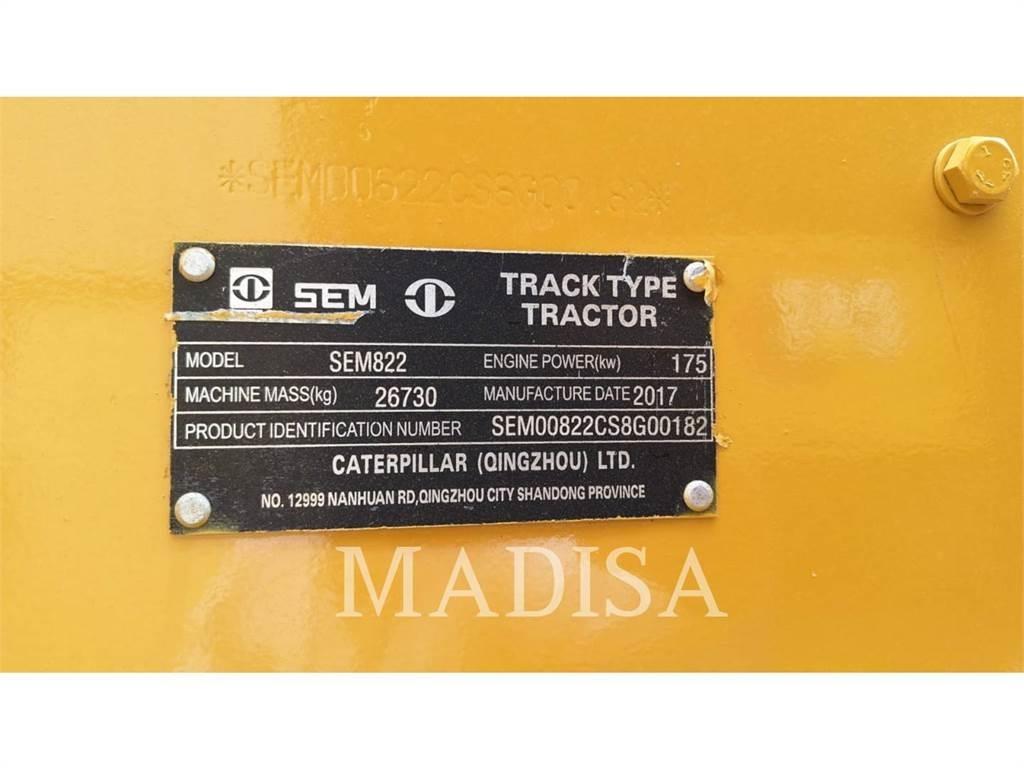 SEM
TRACK TYPE
TRACTOR
MODEL SEM822 ENGINE POWER(kw) 175
MACHINE MASS(kg) 26730 MANUFACTURE DATE 2017
PRODUCT IDENTIFICATION NUMBER SEM00822CS8G00182
CATERPILLAR (QINGZHOU) LTD.
NO. 12999 NANHUAN RD,QINGZHOU CITY SHANDONG PROVINCE
MADISA